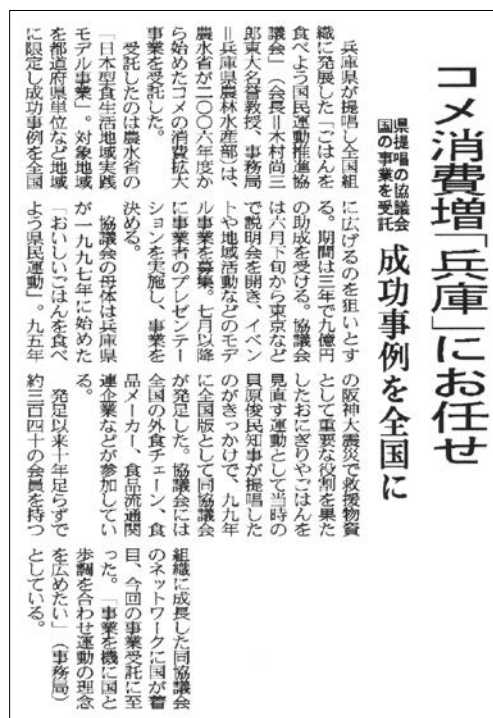 コメ消費増「兵庫」にお任せ
県提唱の協議会
国の事業を受託
成功事例を全国に
兵庫県が提唱し全国組
織に発展した「ごはんを
食べよう国民運動推進協
議会」（会長＝木村尚三
郎東大名誉教授、事務局
＝兵庫県農林水産部）は、
農水省が二〇〇六年度か
ら始めたコメの消費拡大
事業を受託した。
受託したのは農水省の
「日本型食生活地域実践
モデル事業」。対象地域
を都道府県単位など地域
に限定し成功事例を全国
に広げるのを狙いとす
る。期間は三年で九億円
の助成を受ける。協議会
は六月下旬から東京など
で説明会を開き、イベン
トや地域活動などのモデ
ル事業を募集。七月以降
に事業者のプレゼンテー
ションを実施し、事業を
決める。
協議会の母体は兵庫県
が一九九七年に始めた
「おいしいごはんを食べ
よう県民運動」。九五年
の阪神大震災で救援物資
として重要な役割を果た
したおにぎりやごはんを
見直す運動として当時の
貝原俊民知事が提唱した
のがきっかけで、九九年
に全国版として同協議会
が発足した。協議会には
全国の外食チェーン、食
品メーカー、食品流通関
連企業などが参加してい
る。
発足以来十年足らずで
約三百四十の会員を持つ
組織に成長した同協議会
のネットワークに国が着
目、今回の事業受託に至
った。「事業を機に国と
歩調を合わせ運動の理念
を広めたい」（事務局）
としている。